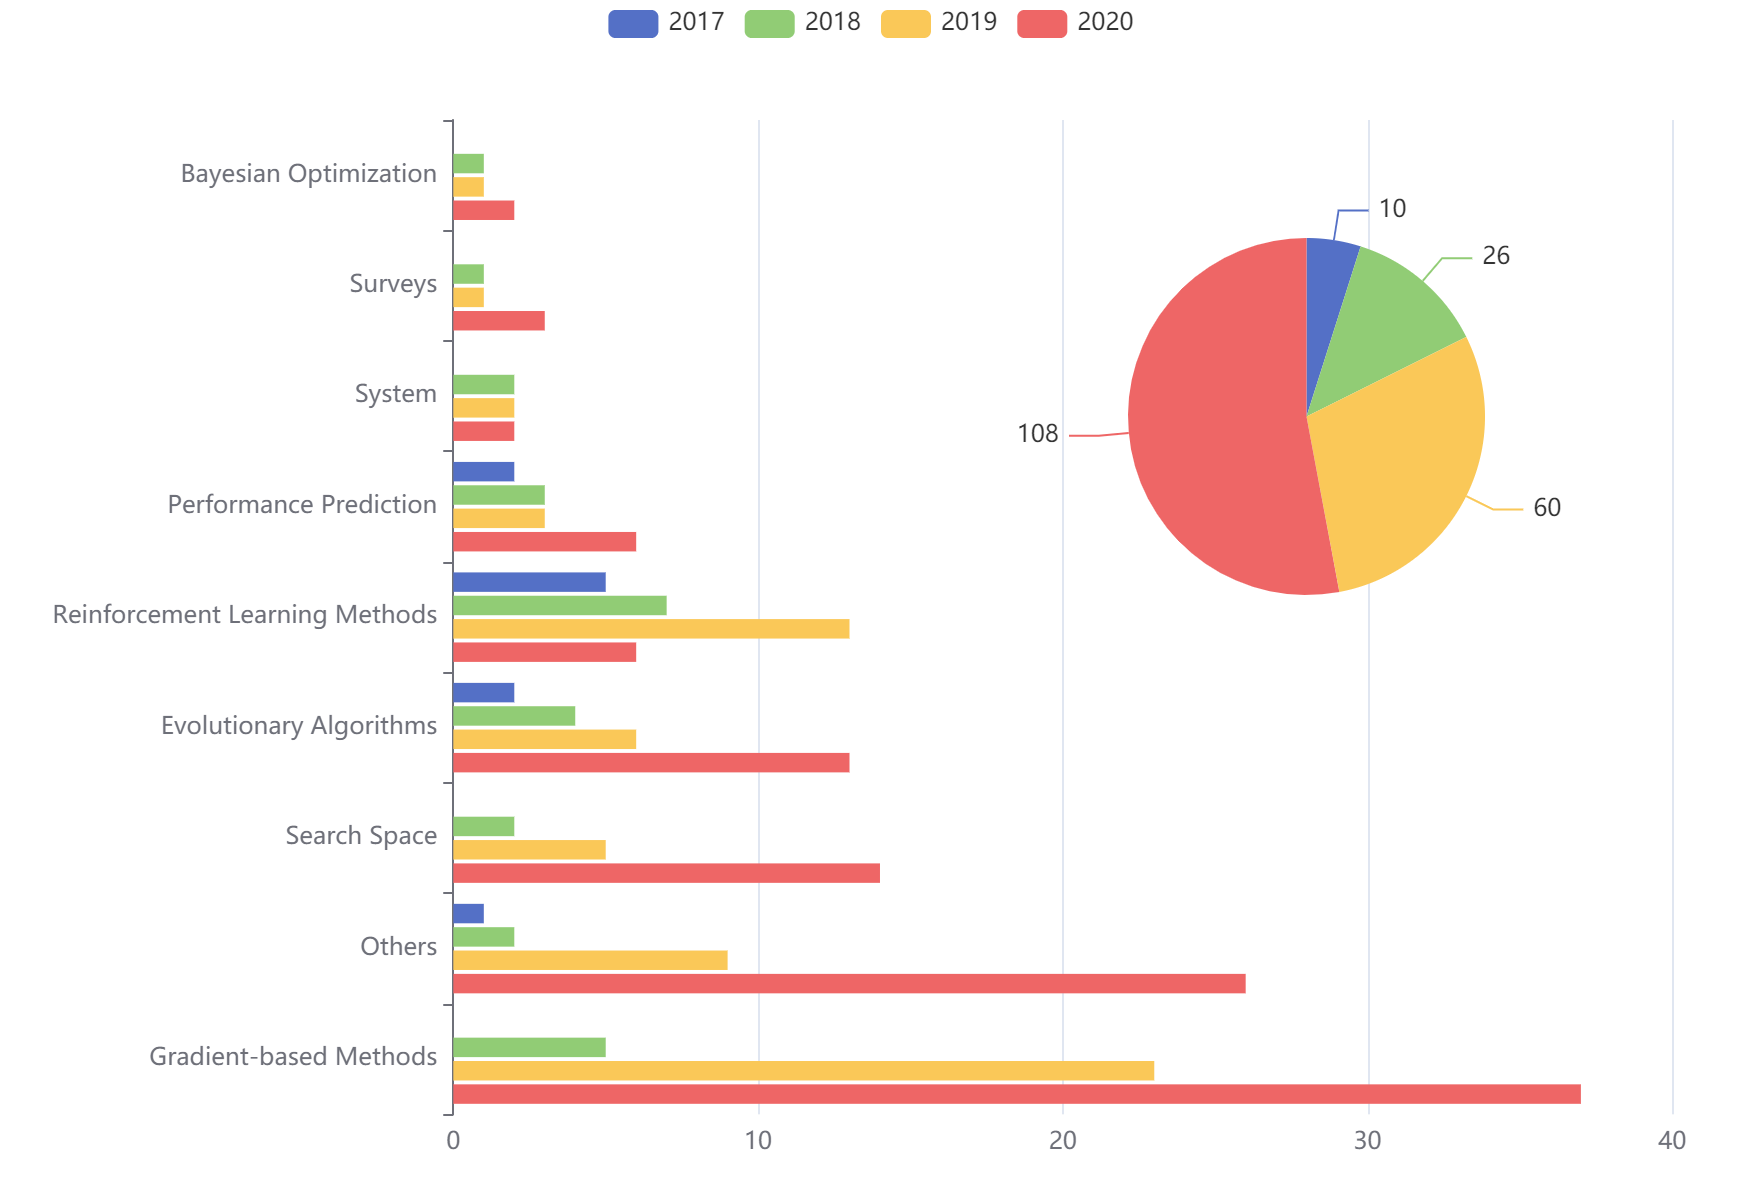 2017 2018 2019 2020
Bayesian Optimization
Surveys
System
Performance Prediction
Reinforcement Learning Methods
Evolutionary Algorithms
Search Space
Others
Gradient-based Methods
0 10 20 30 40
10
26
108
60